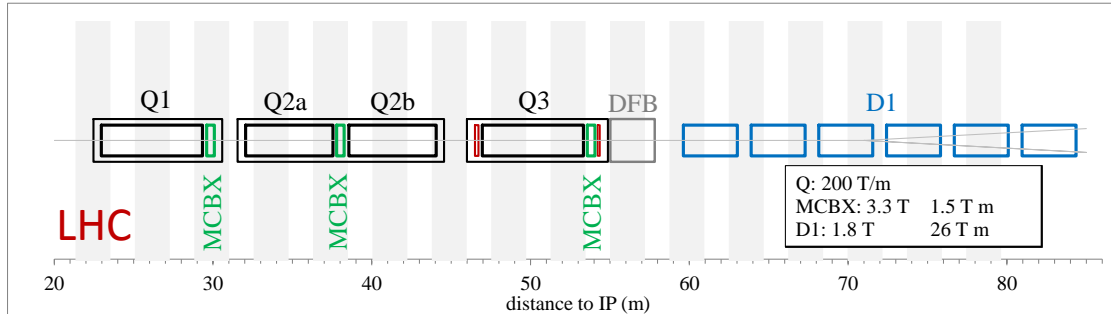 Q1 Q2a Q2b Q3 DFB D1
MCBX MCBX MCBX
LHC
Q: 200 T/m
MCBX: 3.3 T 1.5 T m
D1: 1.8 T 26 T m
20 30 40 50 60 70 80
distance to IP (m)